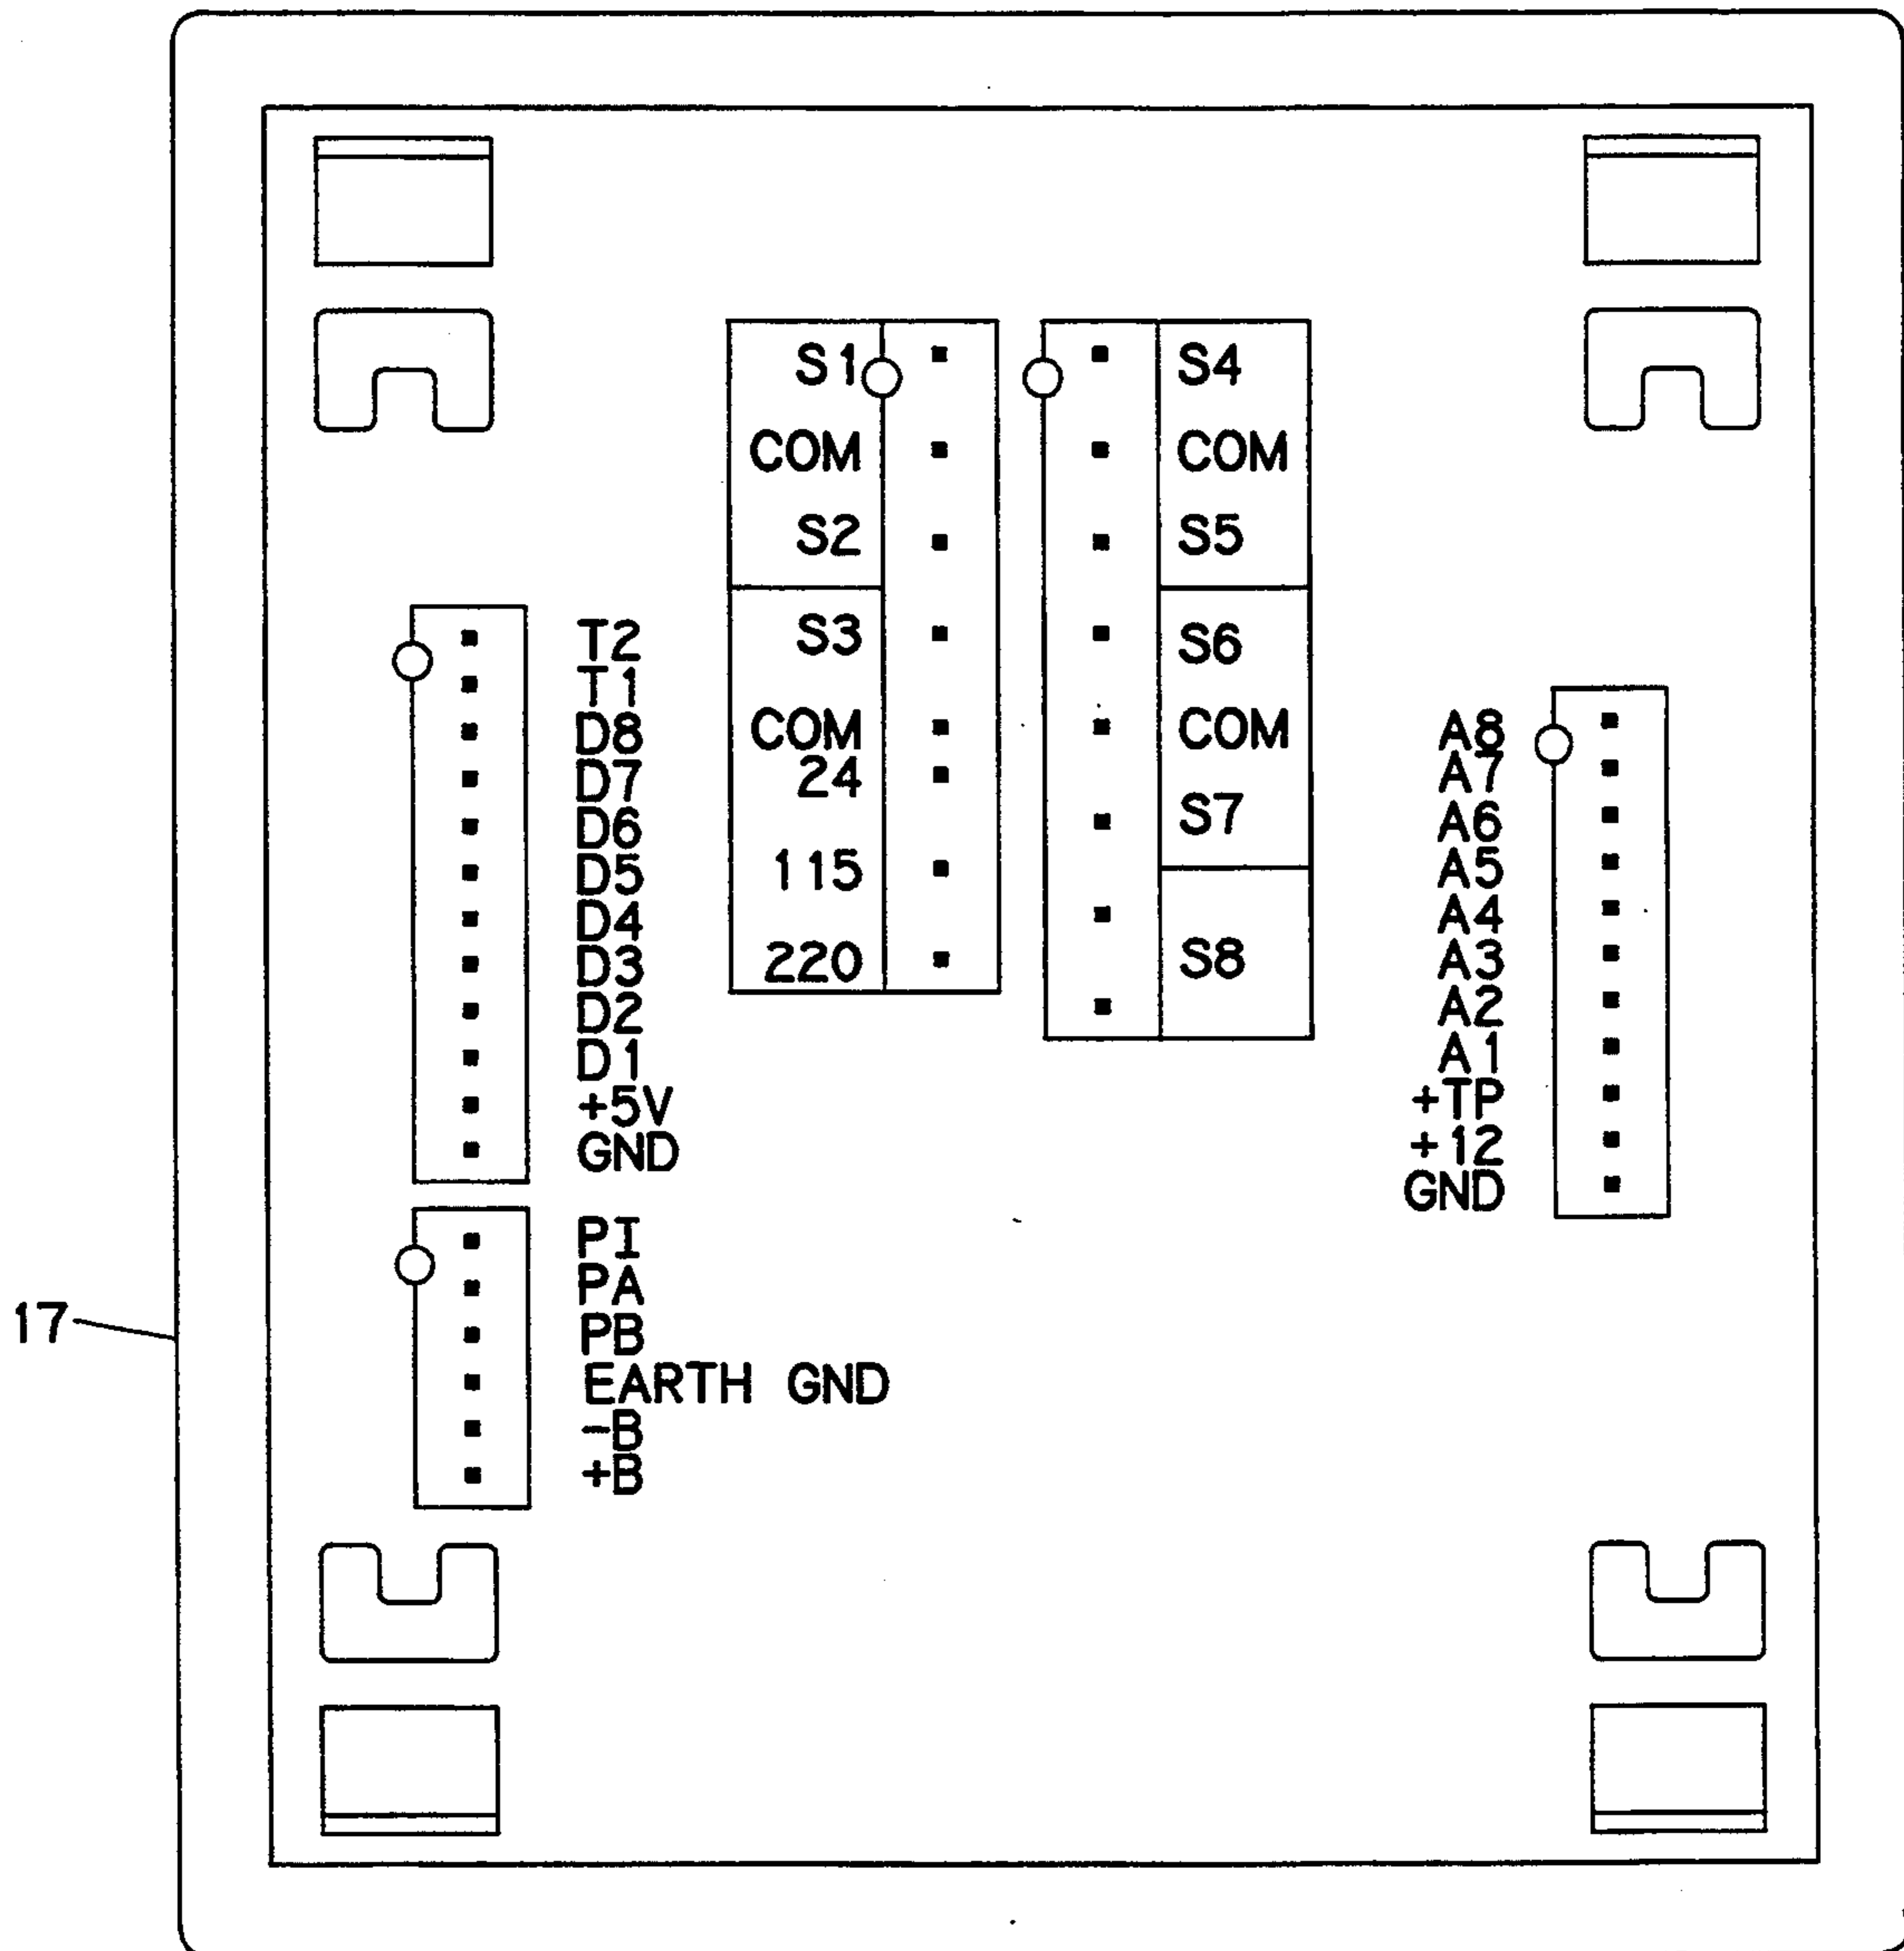 S1
COM
S2
S3
COM
24
115
220
S4
COM
S5
S6
COM
S7
S8
T2
T1
D8
D7
D6
D5
D4
D3
D2
D1
+5V
GND
PI
PA
PB
EARTH GND
-B
+B
A8
A7
A6
A5
A4
A3
A2
A1
+TP
+12
GND
17